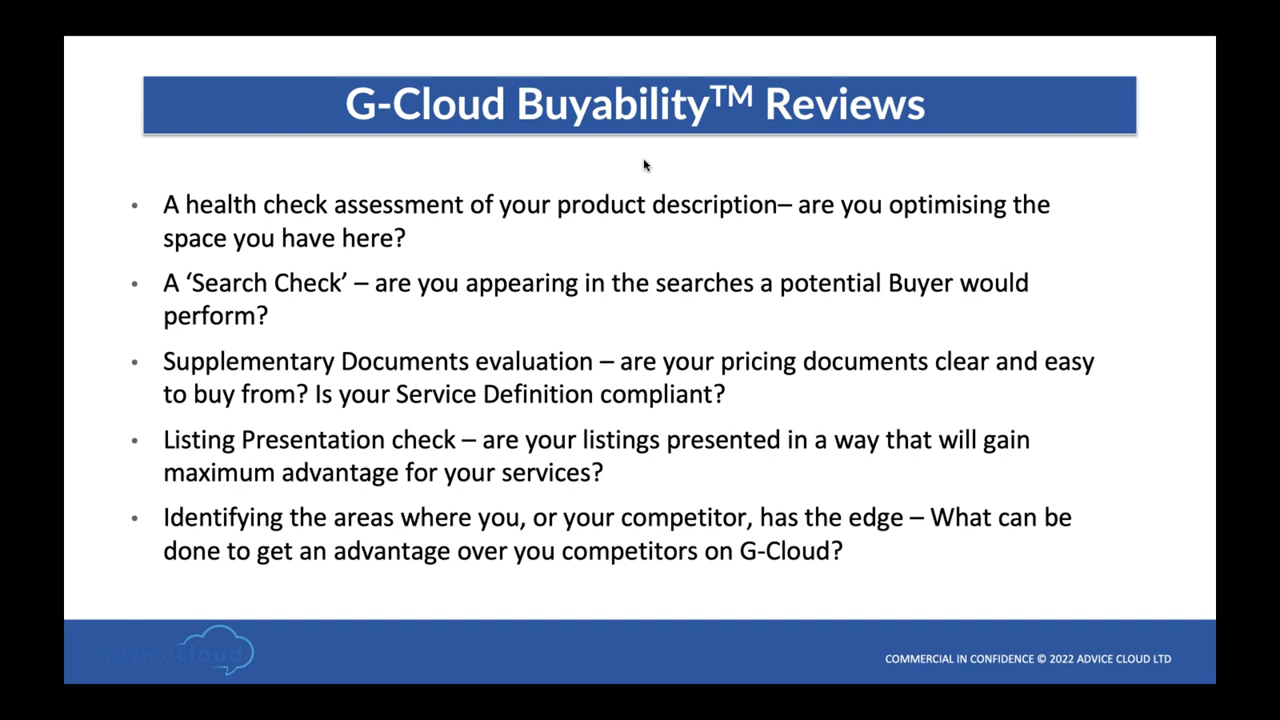 G-Cloud Buyability™ Reviews
• A health check assessment of your product description– are you optimising the
space you have here?
• A ‘Search Check’ – are you appearing in the searches a potential Buyer would
perform?
• Supplementary Documents evaluation – are your pricing documents clear and easy
to buy from? Is your Service Definition compliant?
• Listing Presentation check – are your listings presented in a way that will gain
maximum advantage for your services?
• Identifying the areas where you, or your competitor, has the edge – What can be
done to get an advantage over you competitors on G-Cloud?
advicecloud
COMMERCIAL IN CONFIDENCE © 2022 ADVICE CLOUD LTD